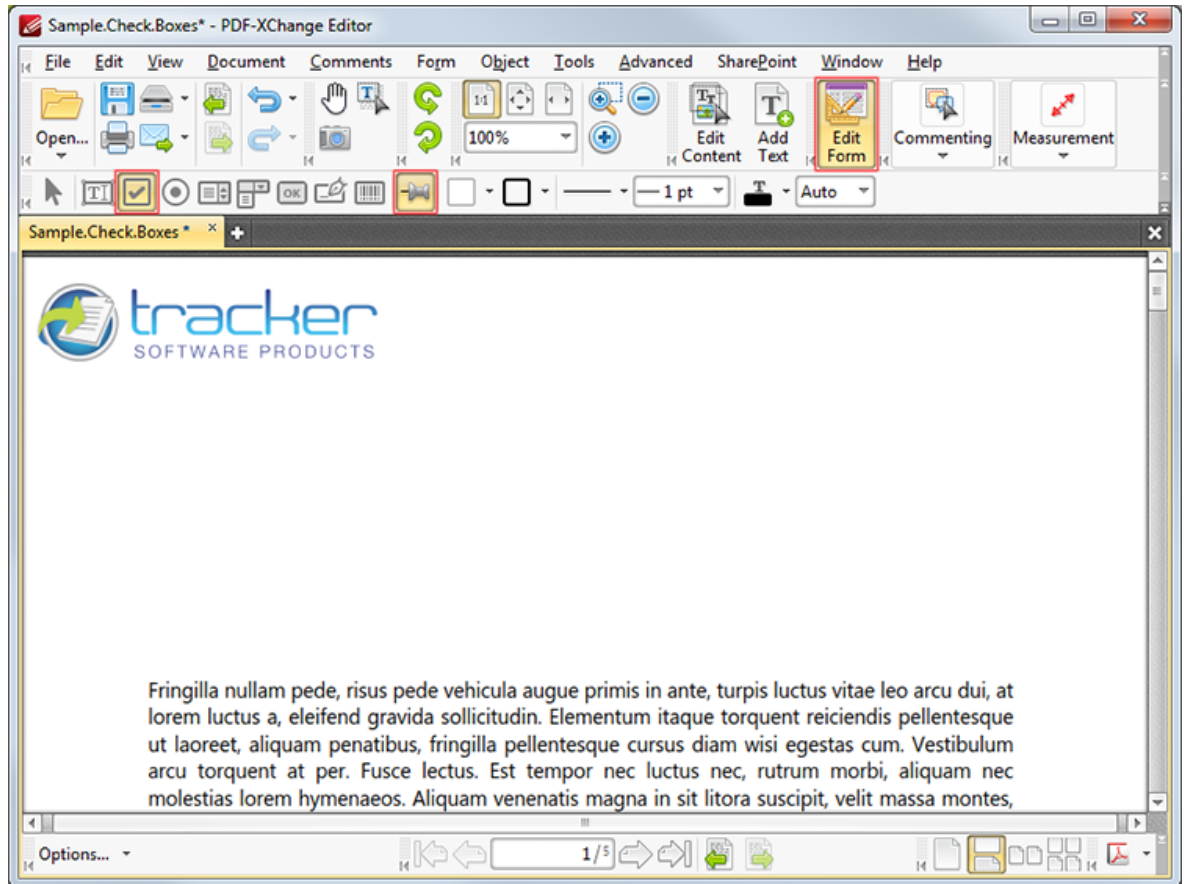 Sample.Check.Boxes* - PDF-XChange Editor
File Edit View Document Comments Form Object Tools Advanced SharePoint Window Help
Open...
1:1
100%
Edit Content
Add Text
Edit Form
Commenting
Measurement
TI
OK
1 pt
T
Auto
Sample.Check.Boxes *
tracker
SOFTWARE PRODUCTS
Fringilla nullam pede, risus pede vehicula augue primis in ante, turpis luctus vitae leo arcu dui, at
lorem luctus a, eleifend gravida sollicitudin. Elementum itaque torquent reiciendis pellentesque
ut laoreet, aliquam penatibus, fringilla pellentesque cursus diam wisi egestas cum. Vestibulum
arcu torquent at per. Fusce lectus. Est tempor nec luctus nec, rutrum morbi, aliquam nec
molestias lorem hymenaeos. Aliquam venenatis magna in sit litora suscipit, velit massa montes,
Options...
1/5